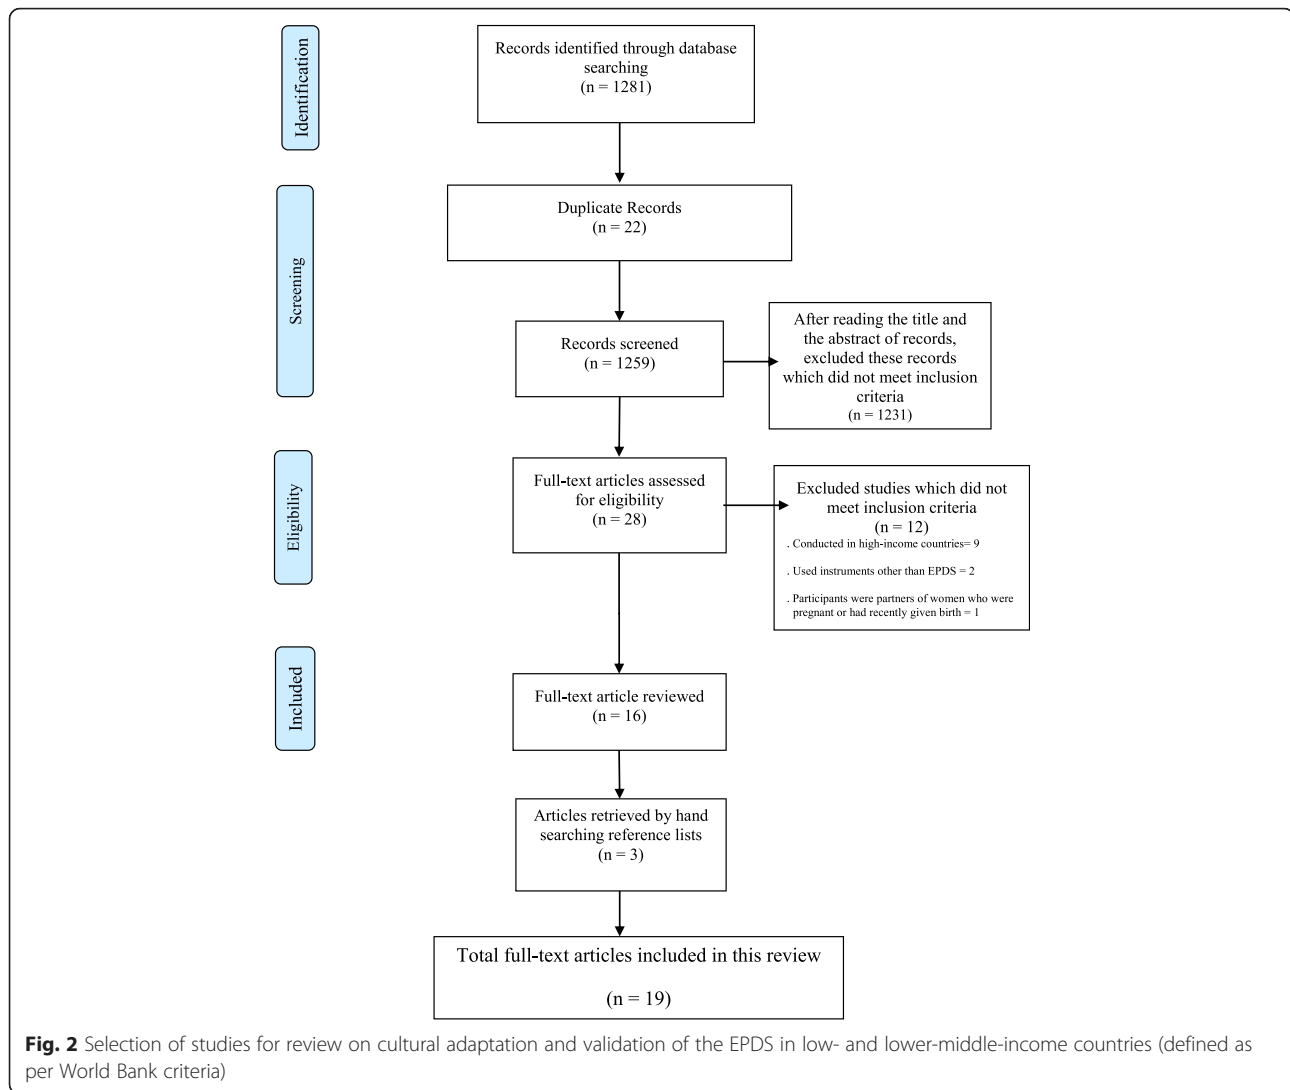 Identification
Records identified through database
searching
(n = 1281)
Screening
Duplicate Records
(n = 22)
Records screened
(n = 1259)
After reading the title and
the abstract of records,
excluded these records
which did not meet inclusion
criteria
(n = 1231)
Eligibility
Full-text articles assessed
for eligibility
(n = 28)
Excluded studies which did not
meet inclusion criteria
(n = 12)
. Conducted in high-income countries= 9
. Used instruments other than EPDS = 2
. Participants were partners of women who were
pregnant or had recently given birth = 1
Included
Full-text article reviewed
(n = 16)
Articles retrieved by hand
searching reference lists
(n = 3)
Total full-text articles included in this review
(n = 19)
Fig. 2 Selection of studies for review on cultural adaptation and validation of the EPDS in low- and lower-middle-income countries (defined as
per World Bank criteria)